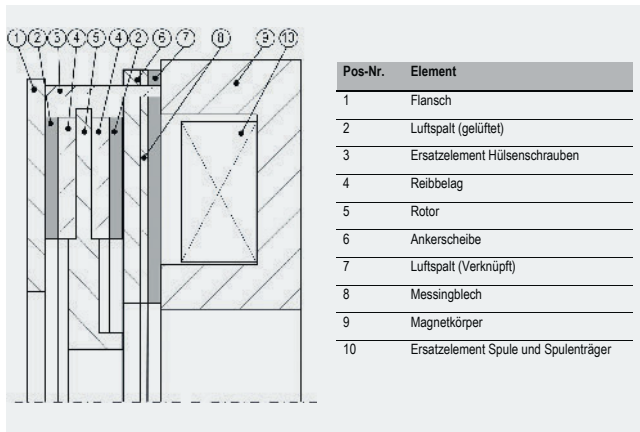 1 2 3 4 5 4 2 6 7 8 9 10
Pos-Nr. Element
1 Flansch
2 Luftspalt (gelüftet)
3 Ersatzelement Hülsenschrauben
4 Reibbelag
5 Rotor
6 Ankerscheibe
7 Luftspalt (Verknüpft)
8 Messingblech
9 Magnetkörper
10 Ersatzelement Spule und Spulenträger